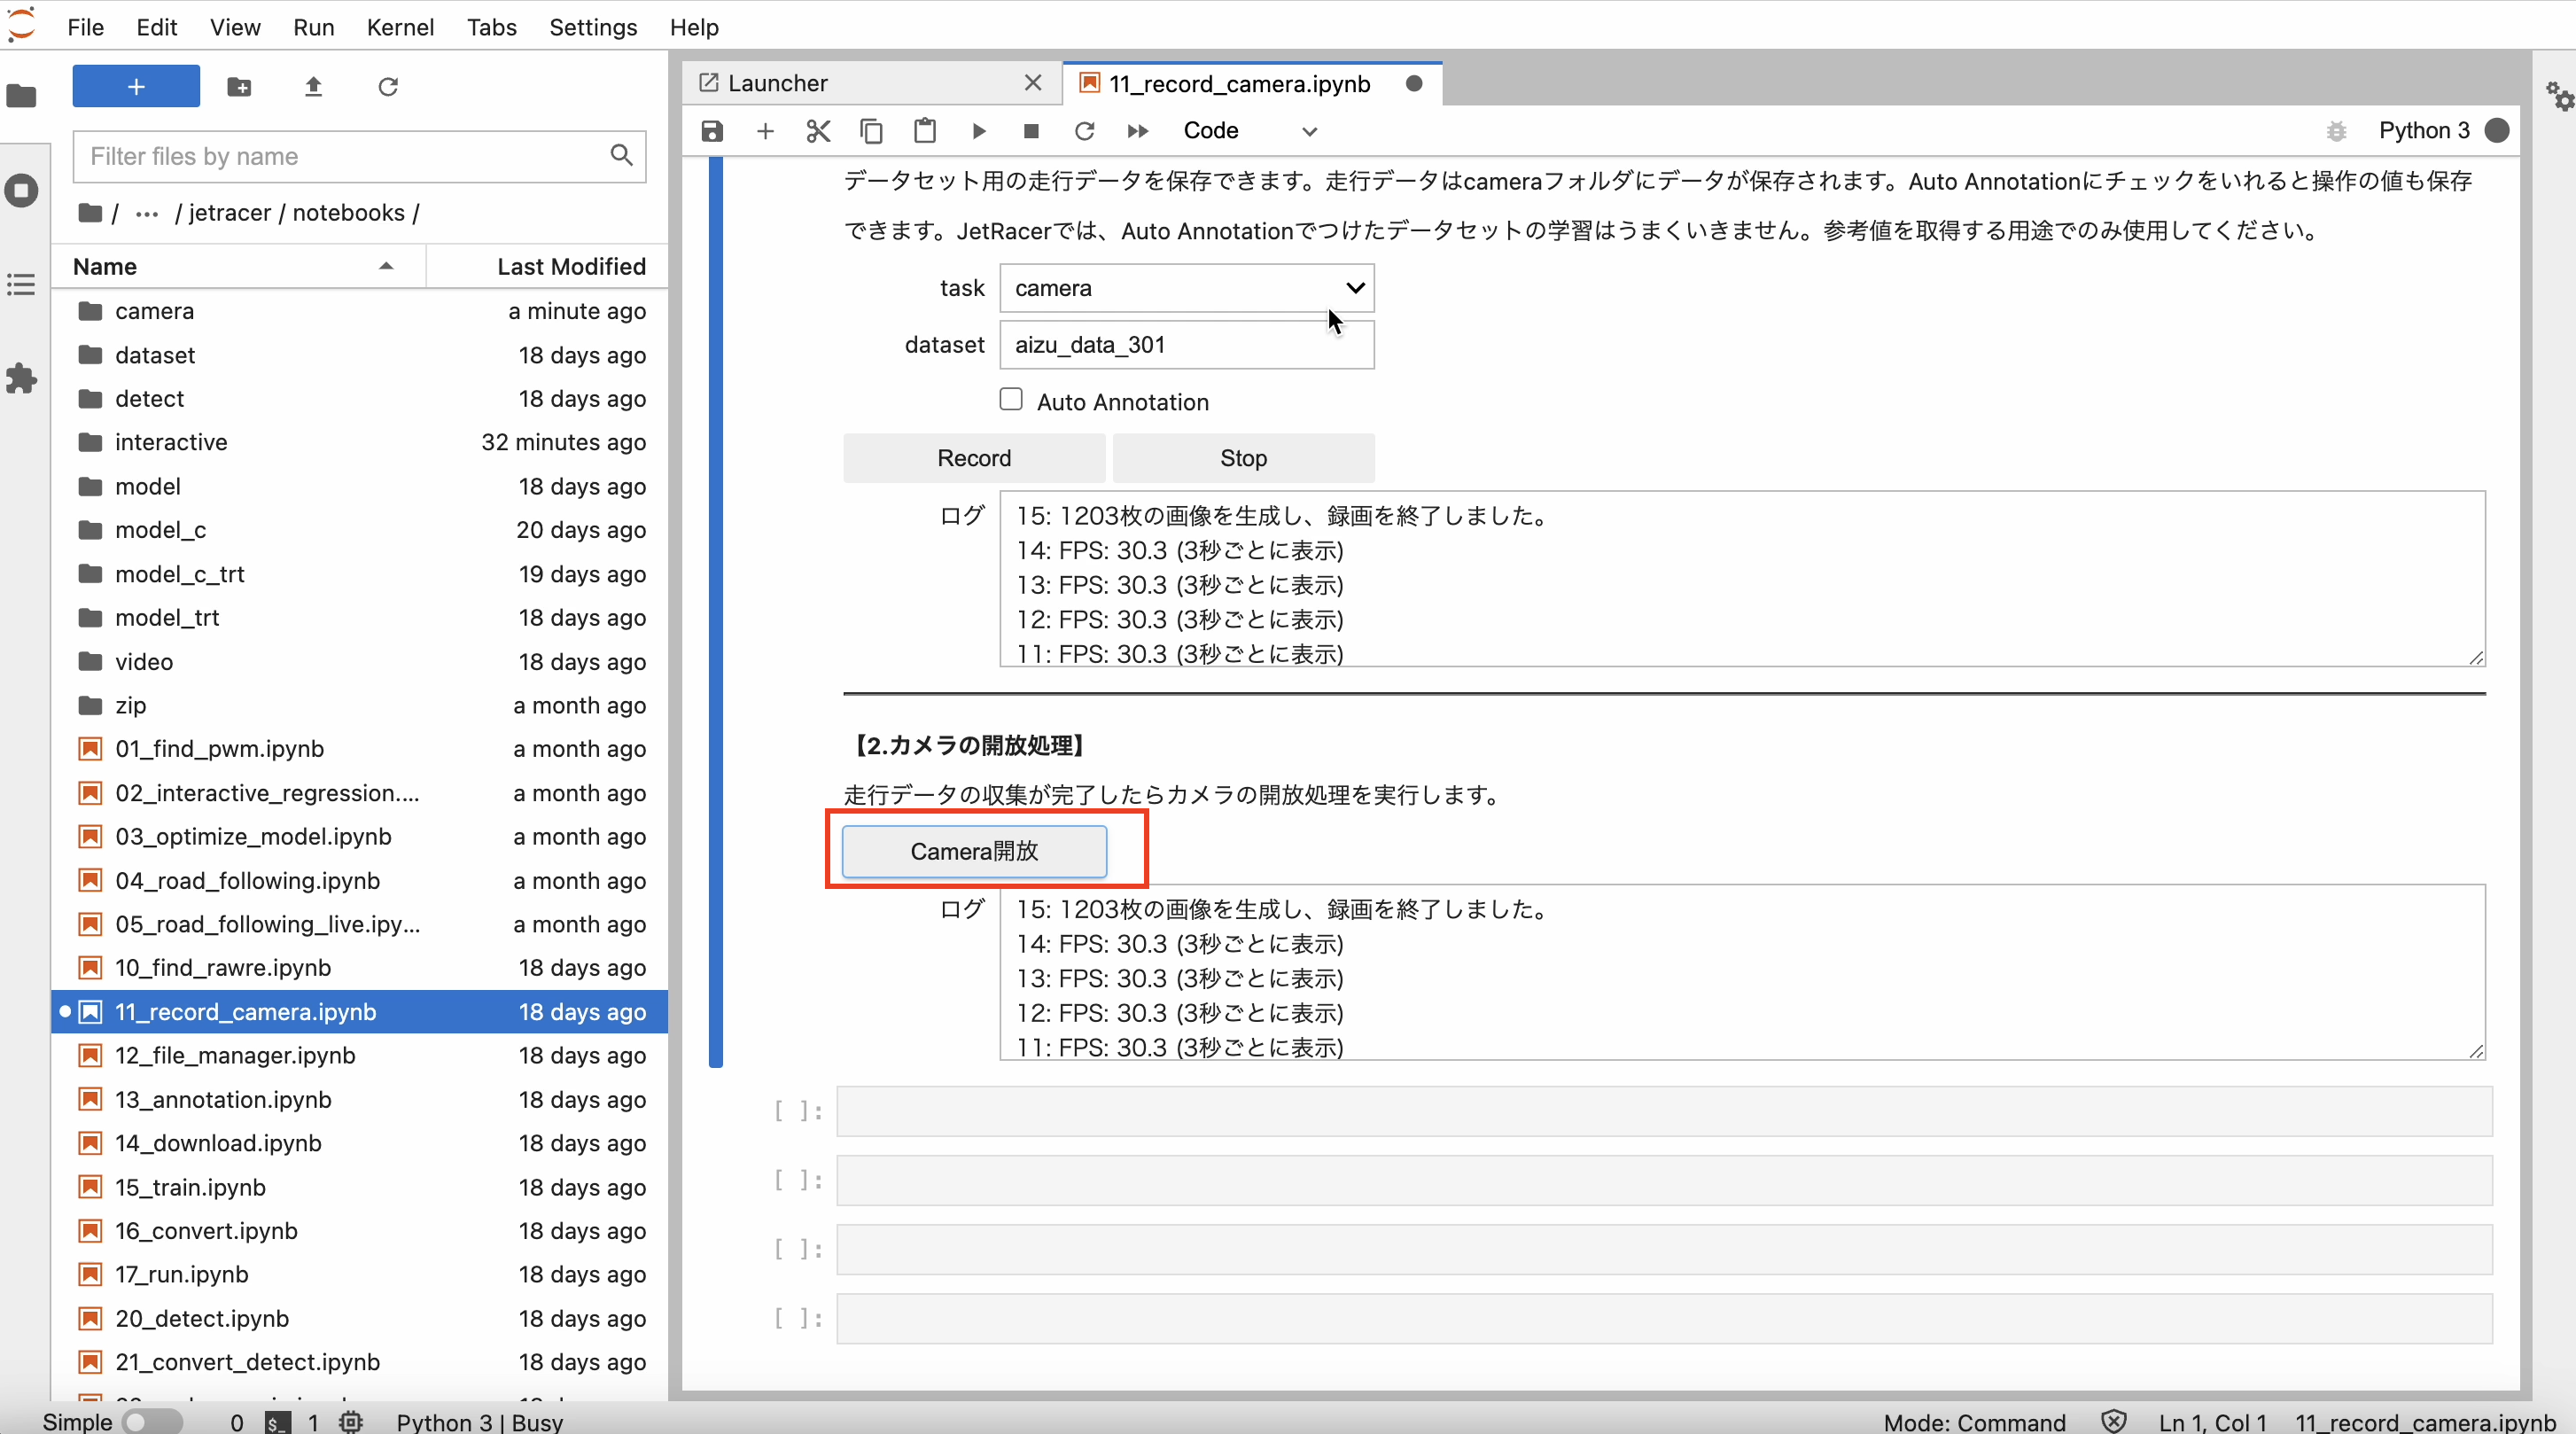 File Edit View Run Kernel Tabs Settings Help
+
Filter files by name
/ ··· / jetracer / notebooks /
Name Last Modified
camera a minute ago
dataset 18 days ago
detect 18 days ago
interactive 32 minutes ago
model 18 days ago
model_c 20 days ago
model_c_trt 19 days ago
model_trt 18 days ago
video 18 days ago
zip a month ago
01_find_pwm.ipynb a month ago
02_interactive_regression.... a month ago
03_optimize_model.ipynb a month ago
04_road_following.ipynb a month ago
05_road_following_live.ipy... a month ago
10_find_rawre.ipynb 18 days ago
11_record_camera.ipynb 18 days ago
12_file_manager.ipynb 18 days ago
13_annotation.ipynb 18 days ago
14_download.ipynb 18 days ago
15_train.ipynb 18 days ago
16_convert.ipynb 18 days ago
17_run.ipynb 18 days ago
20_detect.ipynb 18 days ago
21_convert_detect.ipynb 18 days ago
Launcher
11_record_camera.ipynb
Code
Python 3
データセット用の走行データを保存できます。走行データはcameraフォルダにデータが保存されます。Auto Annotationにチェックをいれると操作の値も保存
できます。JetRacerでは、Auto Annotationでつけたデータセットの学習はうまくいきません。参考値を取得する用途でのみ使用してください。
task camera
dataset aizu_data_301
Auto Annotation
Record Stop
ログ 15: 1203枚の画像を生成し、録画を終了しました。
14: FPS: 30.3 (3秒ごとに表示)
13: FPS: 30.3 (3秒ごとに表示)
12: FPS: 30.3 (3秒ごとに表示)
11: FPS: 30.3 (3秒ごとに表示)
【2.カメラの開放処理】
走行データの収集が完了したらカメラの開放処理を実行します。
Camera開放
ログ 15: 1203枚の画像を生成し、録画を終了しました。
14: FPS: 30.3 (3秒ごとに表示)
13: FPS: 30.3 (3秒ごとに表示)
12: FPS: 30.3 (3秒ごとに表示)
11: FPS: 30.3 (3秒ごとに表示)
[ ]:
[ ]:
[ ]:
[ ]:
Simple 0 $_ 1 Python 3 | Busy Mode: Command Ln 1, Col 1 11_record_camera.ipynb